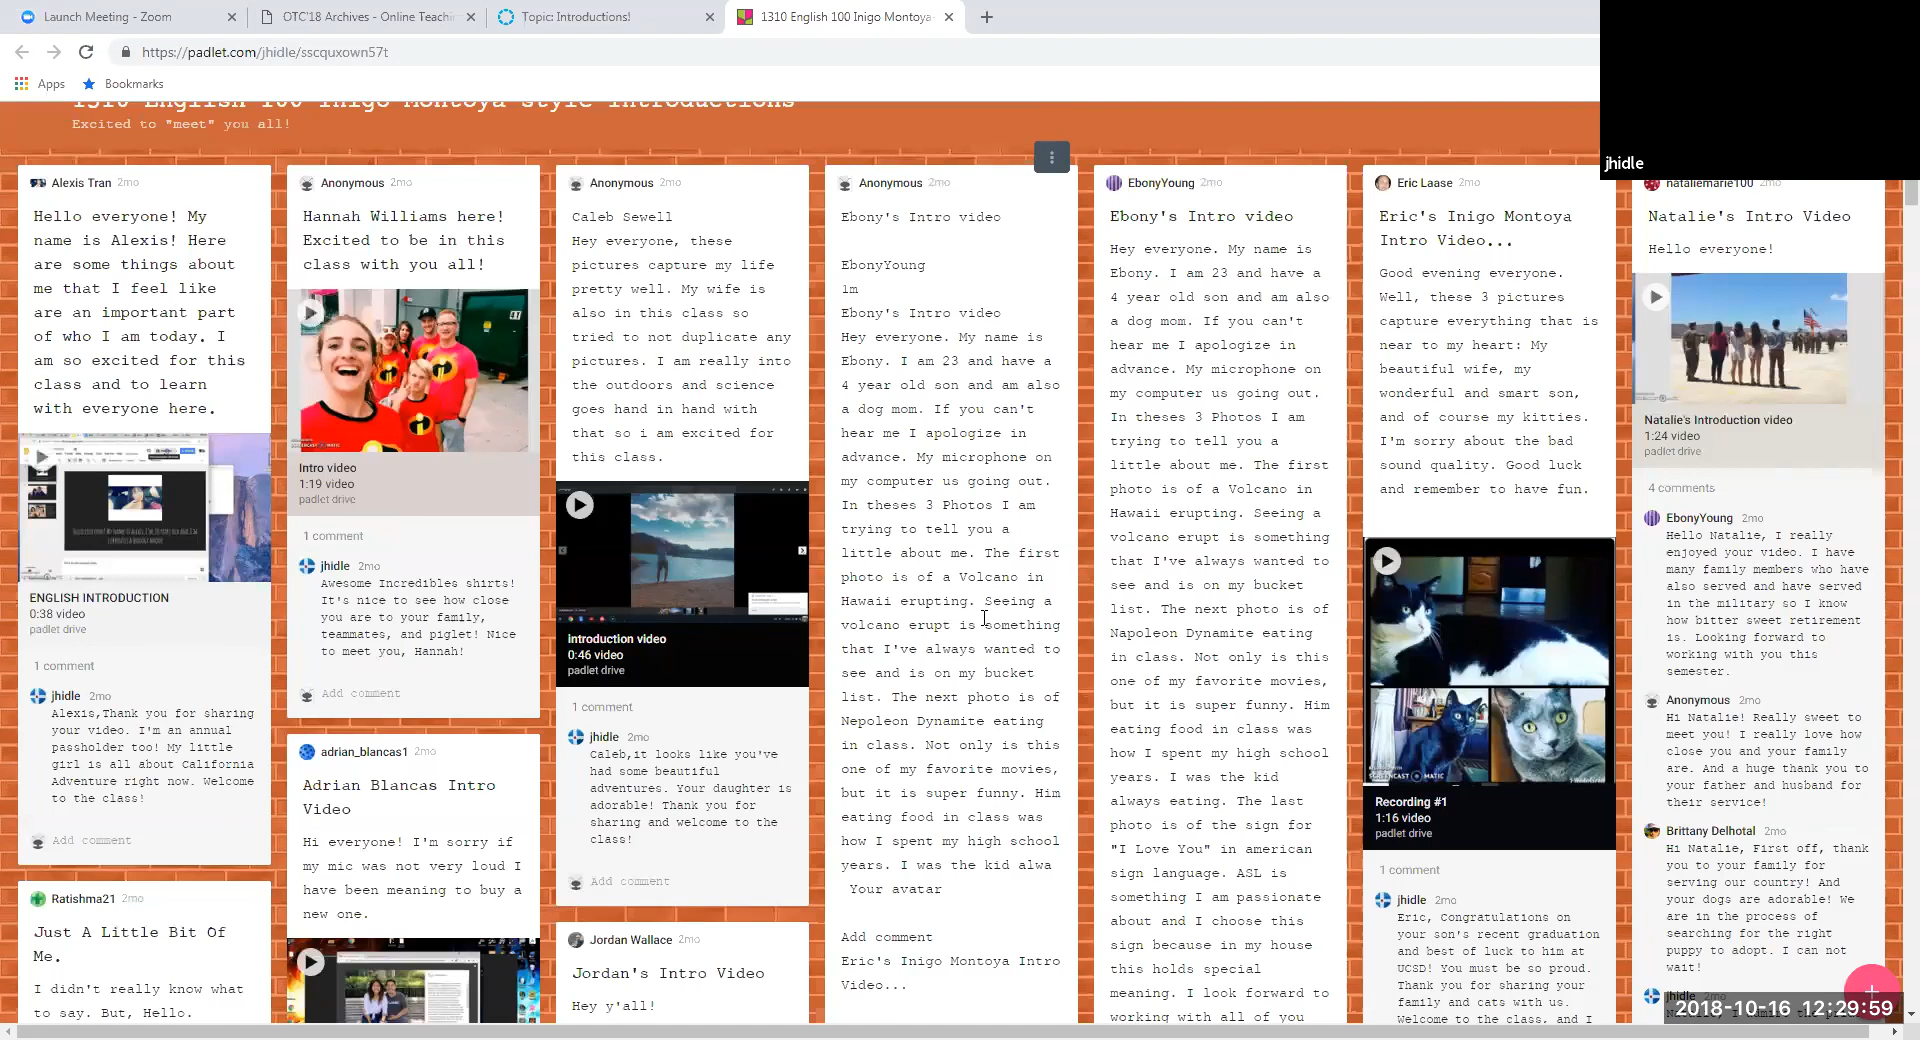 Launch Meeting - Zoom
OTC'18 Archives - Online Teachin
Topic: Introductions!
1310 English 100 Inigo Montoya
https://padlet.com/jhidle/sscquxown57t
Apps
Bookmarks
jhidle
1310 English 100 Inigo Montoya style introductions
Excited to "meet" you all!
Alexis Tran 2mo
Hello everyone! My
name is Alexis! Here
are some things about
me that I feel like
are an important part
of who I am today. I
am so excited for this
class and to learn
with everyone here.
ENGLISH INTRODUCTION
0:38 video
padlet drive
1 comment
jhidle 2mo
Alexis,Thank you for sharing
your video. I'm an annual
passholder too! My little
girl is all about California
Adventure right now. Welcome
to the class!
Add comment
Ratishma21 2mo
Just A Little Bit Of
Me.
I didn't really know what
to say. But, Hello.
Anonymous 2mo
Hannah Williams here!
Excited to be in this
class with you all!
Intro video
1:19 video
padlet drive
1 comment
jhidle 2mo
Awesome Incredibles shirts!
It's nice to see how close
you are to your family,
teammates, and piglet! Nice
to meet you, Hannah!
Add comment
adrian_blancas1 2mo
Adrian Blancas Intro
Video
Hi everyone! I'm sorry if
my mic was not very loud I
have been meaning to buy a
new one.
Anonymous 2mo
Caleb Sewell
Hey everyone, these
pictures capture my life
pretty well. My wife is
also in this class so
tried to not duplicate any
pictures. I am really into
the outdoors and science
goes hand in hand with
that so i am excited for
this class.
introduction video
0:46 video
padlet drive
1 comment
jhidle 2mo
Caleb,it looks like you've
had some beautiful
adventures. Your daughter is
adorable! Thank you for
sharing and welcome to the
class!
Add comment
Jordan Wallace 2mo
Jordan's Intro Video
Hey y'all!
Anonymous 2mo
Ebony's Intro video
EbonyYoung
1m
Ebony's Intro video
Hey everyone. My name is
Ebony. I am 23 and have a
4 year old son and am also
a dog mom. If you can't
hear me I apologize in
advance. My microphone on
my computer us going out.
In theses 3 Photos I am
trying to tell you a
little about me. The first
photo is of a Volcano in
Hawaii erupting. Seeing a
volcano erupt is something
that I've always wanted to
see and is on my bucket
list. The next photo is of
Nepoleon Dynamite eating
in class. Not only is this
one of my favorite movies,
but it is super funny. Him
eating food in class was
how I spent my high school
years. I was the kid alwa
Your avatar
Add comment
Eric's Inigo Montoya Intro
Video...
EbonyYoung 2mo
Ebony's Intro video
Hey everyone. My name is
Ebony. I am 23 and have a
4 year old son and am also
a dog mom. If you can't
hear me I apologize in
advance. My microphone on
my computer us going out.
In theses 3 Photos I am
trying to tell you a
little about me. The first
photo is of a Volcano in
Hawaii erupting. Seeing a
volcano erupt is something
that I've always wanted to
see and is on my bucket
list. The next photo is of
Napoleon Dynamite eating
in class. Not only is this
one of my favorite movies,
but it is super funny. Him
eating food in class was
how I spent my high school
years. I was the kid
always eating. The last
photo is of the sign for
"I Love You" in american
sign language. ASL is
something I am passionate
about and I choose this
sign because in my house
this holds special
meaning. I look forward to
working with all of you
Eric Laase 2mo
Eric's Inigo Montoya
Intro Video...
Good evening everyone.
Well, these 3 pictures
capture everything that is
near to my heart: My
beautiful wife, my
wonderful and smart son,
and of course my kitties.
I'm sorry about the bad
sound quality. Good luck
and remember to have fun.
SCREENCAST-O-MATIC
Recording #1
1:16 video
padlet drive
1 comment
jhidle 2mo
Eric, Congratulations on
your son's recent graduation
and best of luck to him at
UCSD! You must be so proud.
Thank you for sharing your
family and cats with us.
Welcome to the class, and I
nataliemarie100 2mo
Natalie's Intro Video
Hello everyone!
Natalie's Introduction video
1:24 video
padlet drive
4 comments
EbonyYoung 2mo
Hello Natalie, I really
enjoyed your video. I have
many family members who have
also served and have served
in the military so I know
how bitter sweet retirement
is. Looking forward to
working with you this
semester.
Anonymous 2mo
Hi Natalie! Really sweet to
meet you! I really love how
close you and your family
are. And a huge thank you to
your father and husband for
their service!
Brittany Delhotal 2mo
Hi Natalie, First off, thank
you to your family for
serving our country! And
your dogs are adorable! We
are in the process of
searching for the right
puppy to adopt. I can not
wait!
jhidle 2mo
2018-10-16 12:29:59